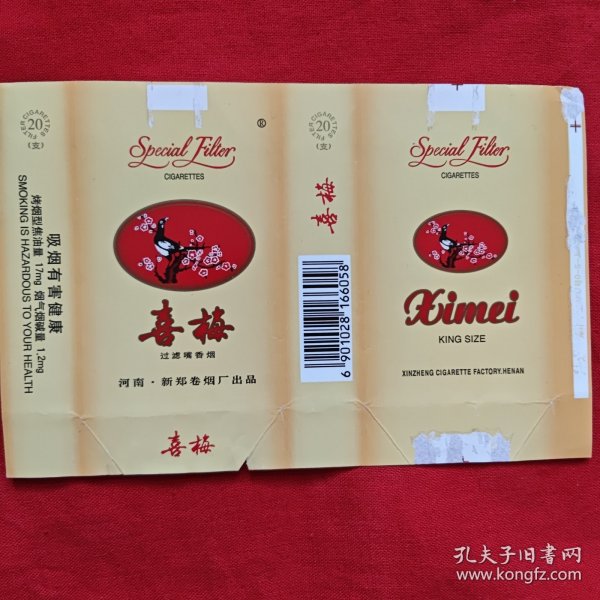 20
FILTER CIGARETTES
(支)
吸烟有害健康
烤烟型焦油量 17mg 烟气烟碱量 1.2mg
SMOKING IS HAZARDOUS TO YOUR HEALTH
®
Special Filter
CIGARETTES
喜梅
过滤嘴香烟
河南·新郑卷烟厂出品
喜梅
20
FILTER CIGARETTES
(支)
喜梅
6 901028 166058
Special Filter
CIGARETTES
Ximei
KING SIZE
XINZHENG CIGARETTE FACTORY.HENAN
孔夫子旧书网
www.kongfz.com